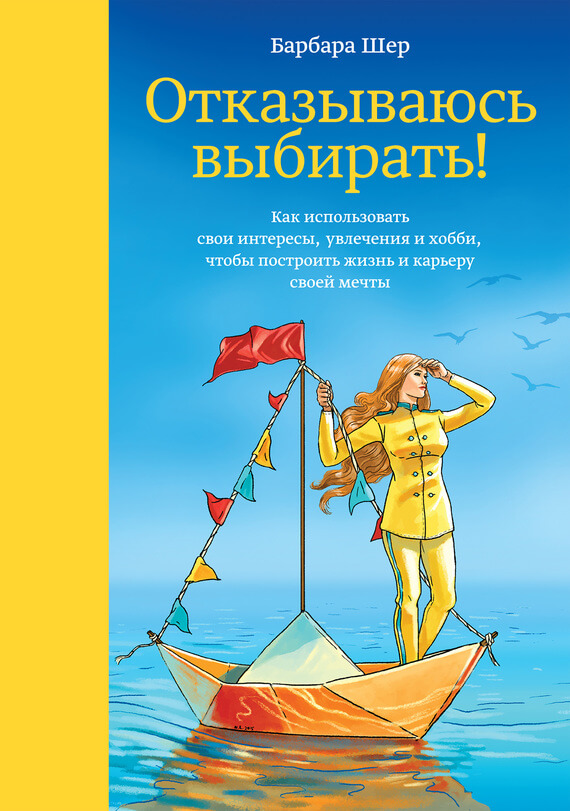 Барбара Шер
Отказываюсь
выбирать!
Как использовать
свои интересы, увлечения и хобби,
чтобы построить жизнь и карьеру
своей мечты